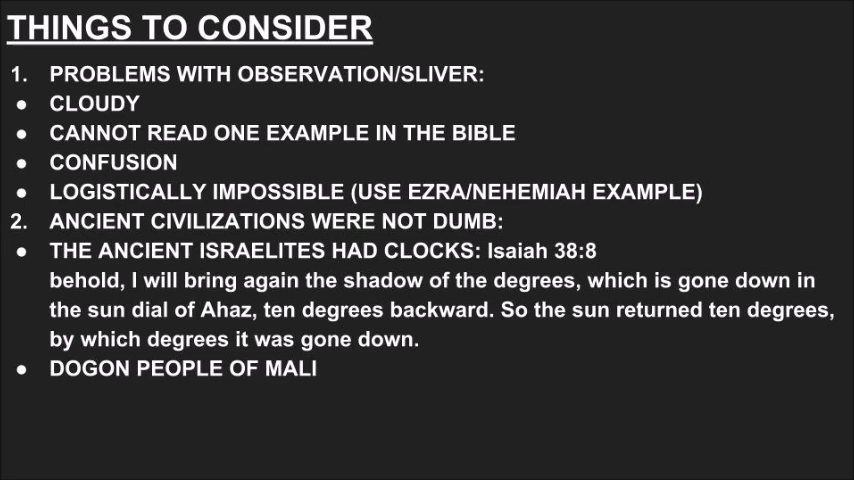 THINGS TO CONSIDER
1. PROBLEMS WITH OBSERVATION/SLIVER:
● CLOUDY
● CANNOT READ ONE EXAMPLE IN THE BIBLE
● CONFUSION
● LOGISTICALLY IMPOSSIBLE (USE EZRA/NEHEMIAH EXAMPLE)
2. ANCIENT CIVILIZATIONS WERE NOT DUMB:
● THE ANCIENT ISRAELITES HAD CLOCKS: Isaiah 38:8
behold, I will bring again the shadow of the degrees, which is gone down in
the sun dial of Ahaz, ten degrees backward. So the sun returned ten degrees,
by which degrees it was gone down.
● DOGON PEOPLE OF MALI